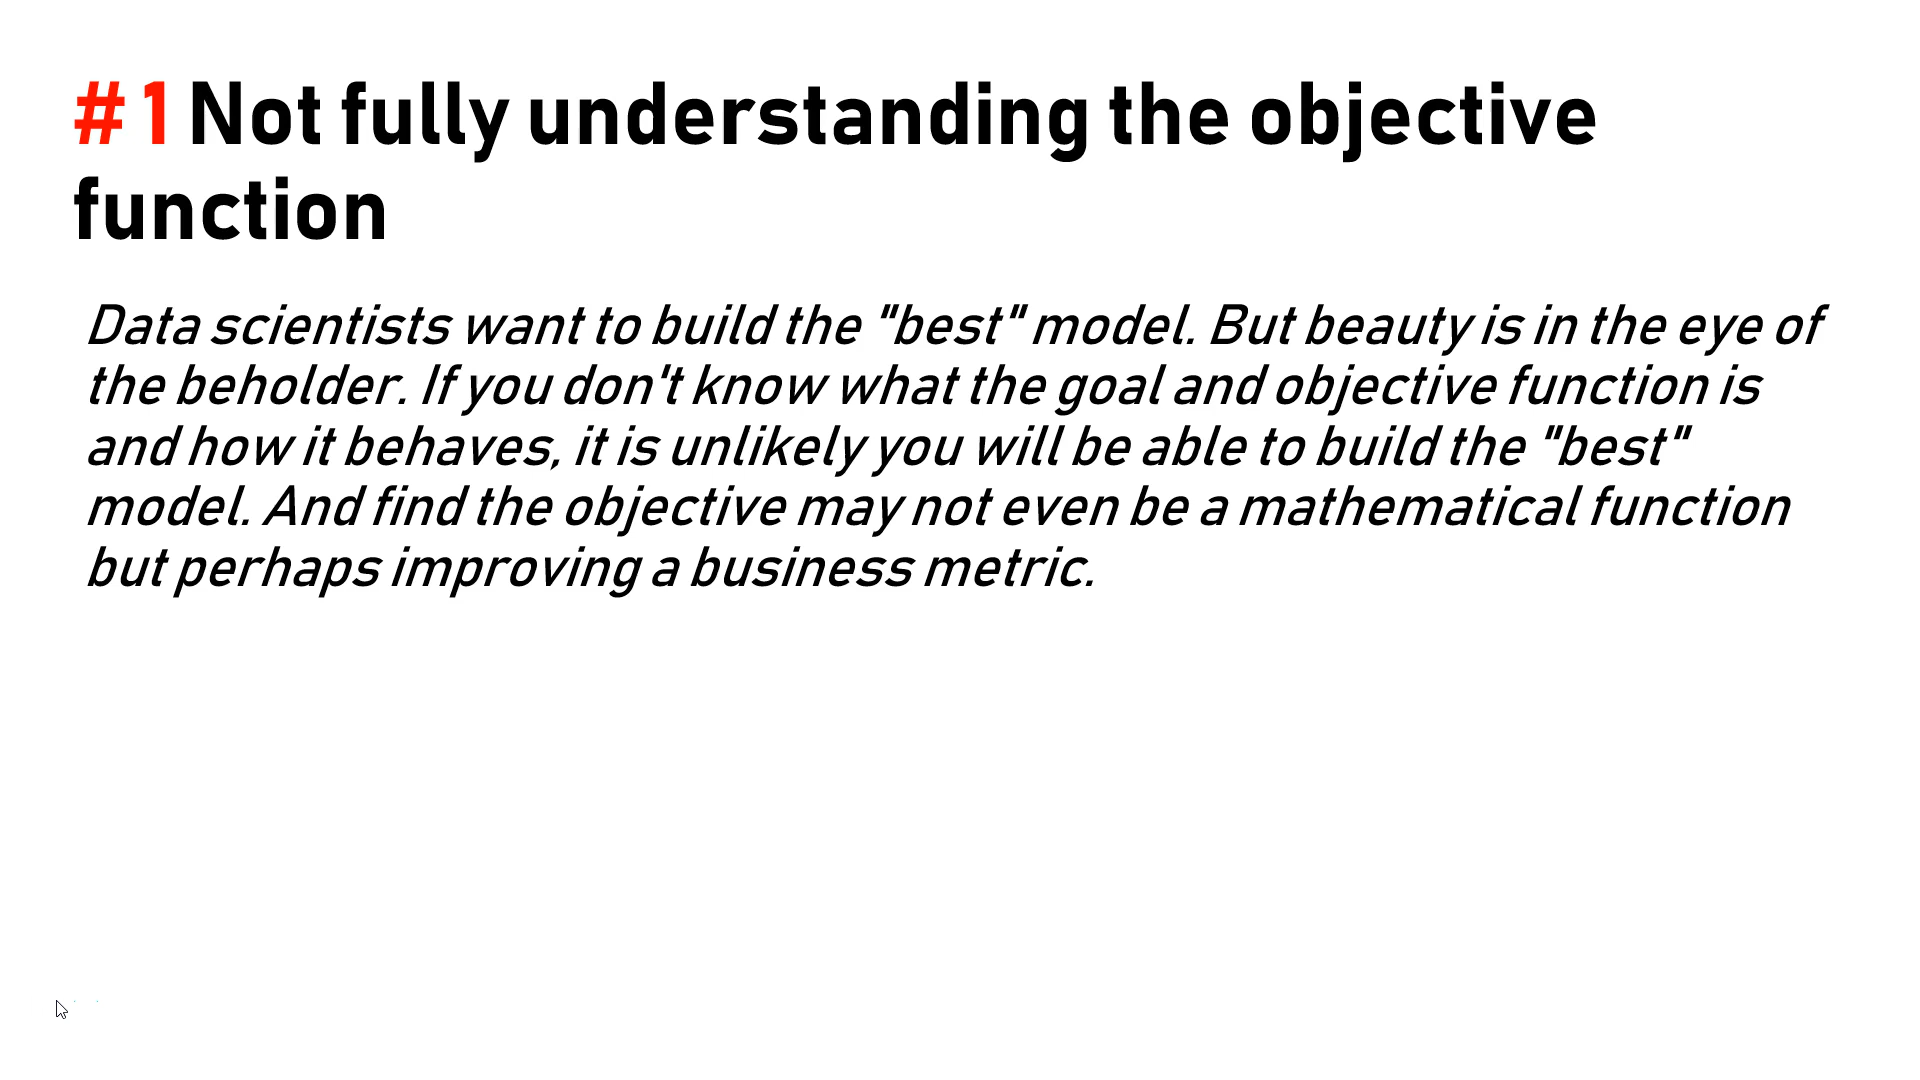 #1 Not fully understanding the objective
function
Data scientists want to build the "best" model. But beauty is in the eye of
the beholder. If you don't know what the goal and objective function is
and how it behaves, it is unlikely you will be able to build the "best"
model. And find the objective may not even be a mathematical function
but perhaps improving a business metric.